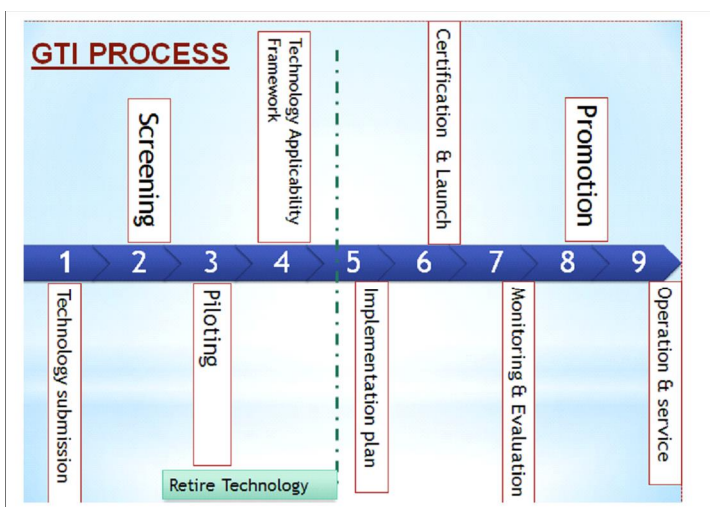 GTI PROCESS
Screening
Technology Applicability
Framework
Certification & Launch
Promotion
1 2 3 4 5 6 7 8 9
Technology submission
Piloting
Implementation plan
Monitoring & Evaluation
Operation & service
Retire Technology